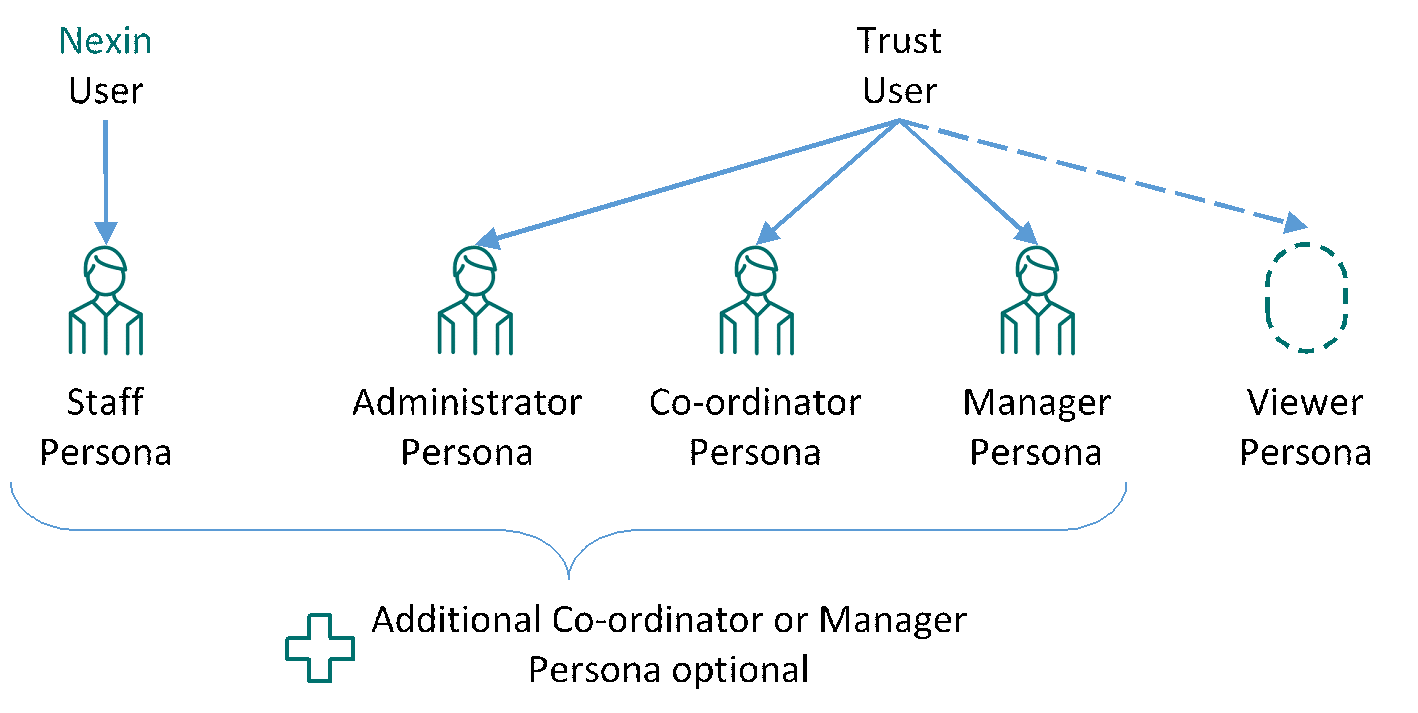 Nexin
User
Trust
User
Staff
Persona
Administrator
Persona
Co-ordinator
Persona
Manager
Persona
Viewer
Persona
Additional Co-ordinator or Manager
Persona optional